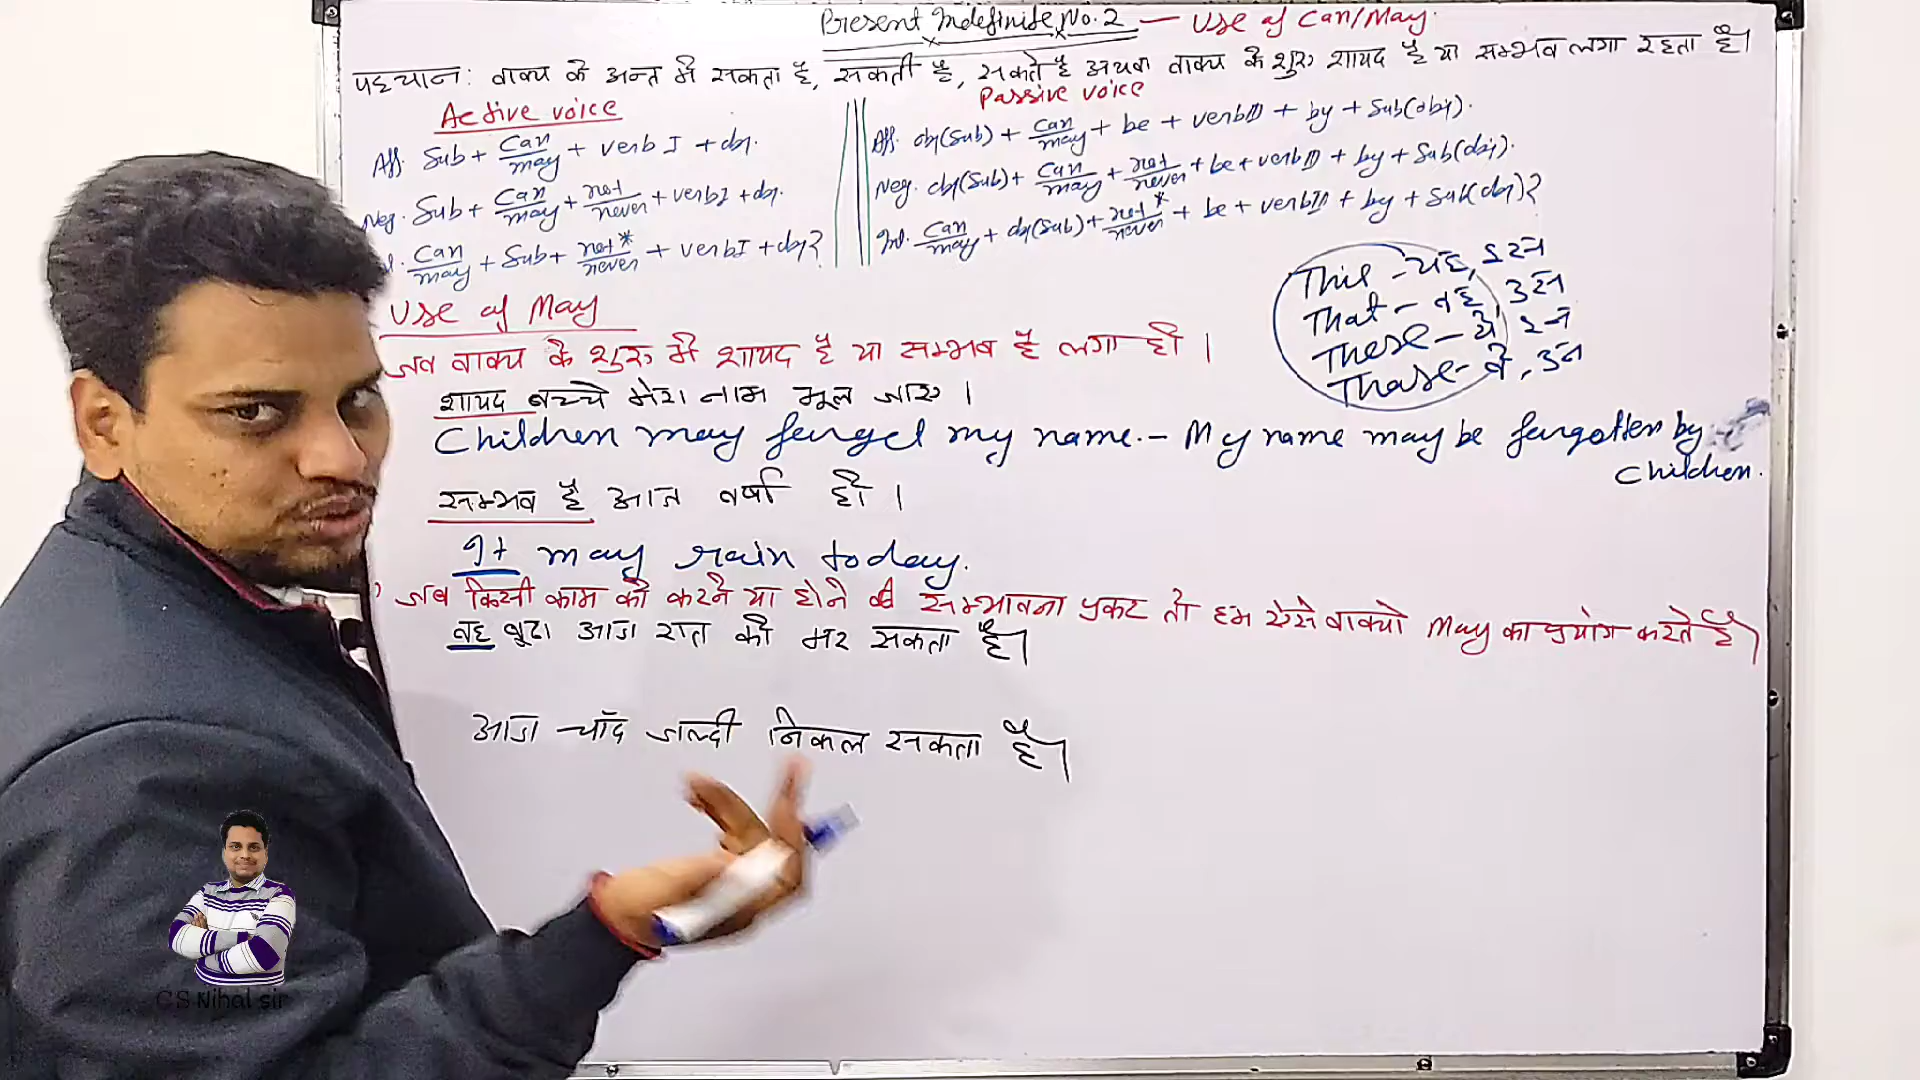 Present Indefinite No. 2 — Use of Can/May.
पहचान : वाक्य के अन्त में सकता है, सकती है, सकते है अथवा वाक्य के शुरु शायद है या सम्भव लगा रहता है।
Active voice
Aff. Sub + Can/may + verb I + obj.
Neg. Sub + Can/may + not/never + verb I + obj.
Can/may + Sub + not*/never + verb I + obj?
Passive voice
Aff. obj(Sub) + Can/may + be + verb III + by + Sub(obj).
Neg. obj(Sub) + Can/may + not/never + be + verb III + by + Sub(obj).
Int. Can/may + obj(Sub) + not*/never + be + verb III + by + Sub(obj)?
This - यह, इस
That - वह, उस
These - ये, इन
Those - वे, उन
Use of May
जब वाक्य के शुरु में शायद है या सम्भव है लगा हो।
शायद बच्चे मेरा नाम भूल जाए।
Children may forget my name. – My name may be forgotten by
children.
सम्भव है आज वर्षा हो।
It may rain today.
जब किसी काम को करने या होने की सम्भावना प्रकट तो हम ऐसे वाक्यो May का प्रयोग करते है।
वह बूढा आज रात को मर सकता है।
आज चाँद जल्दी निकल सकता है।
CS Nihal sir